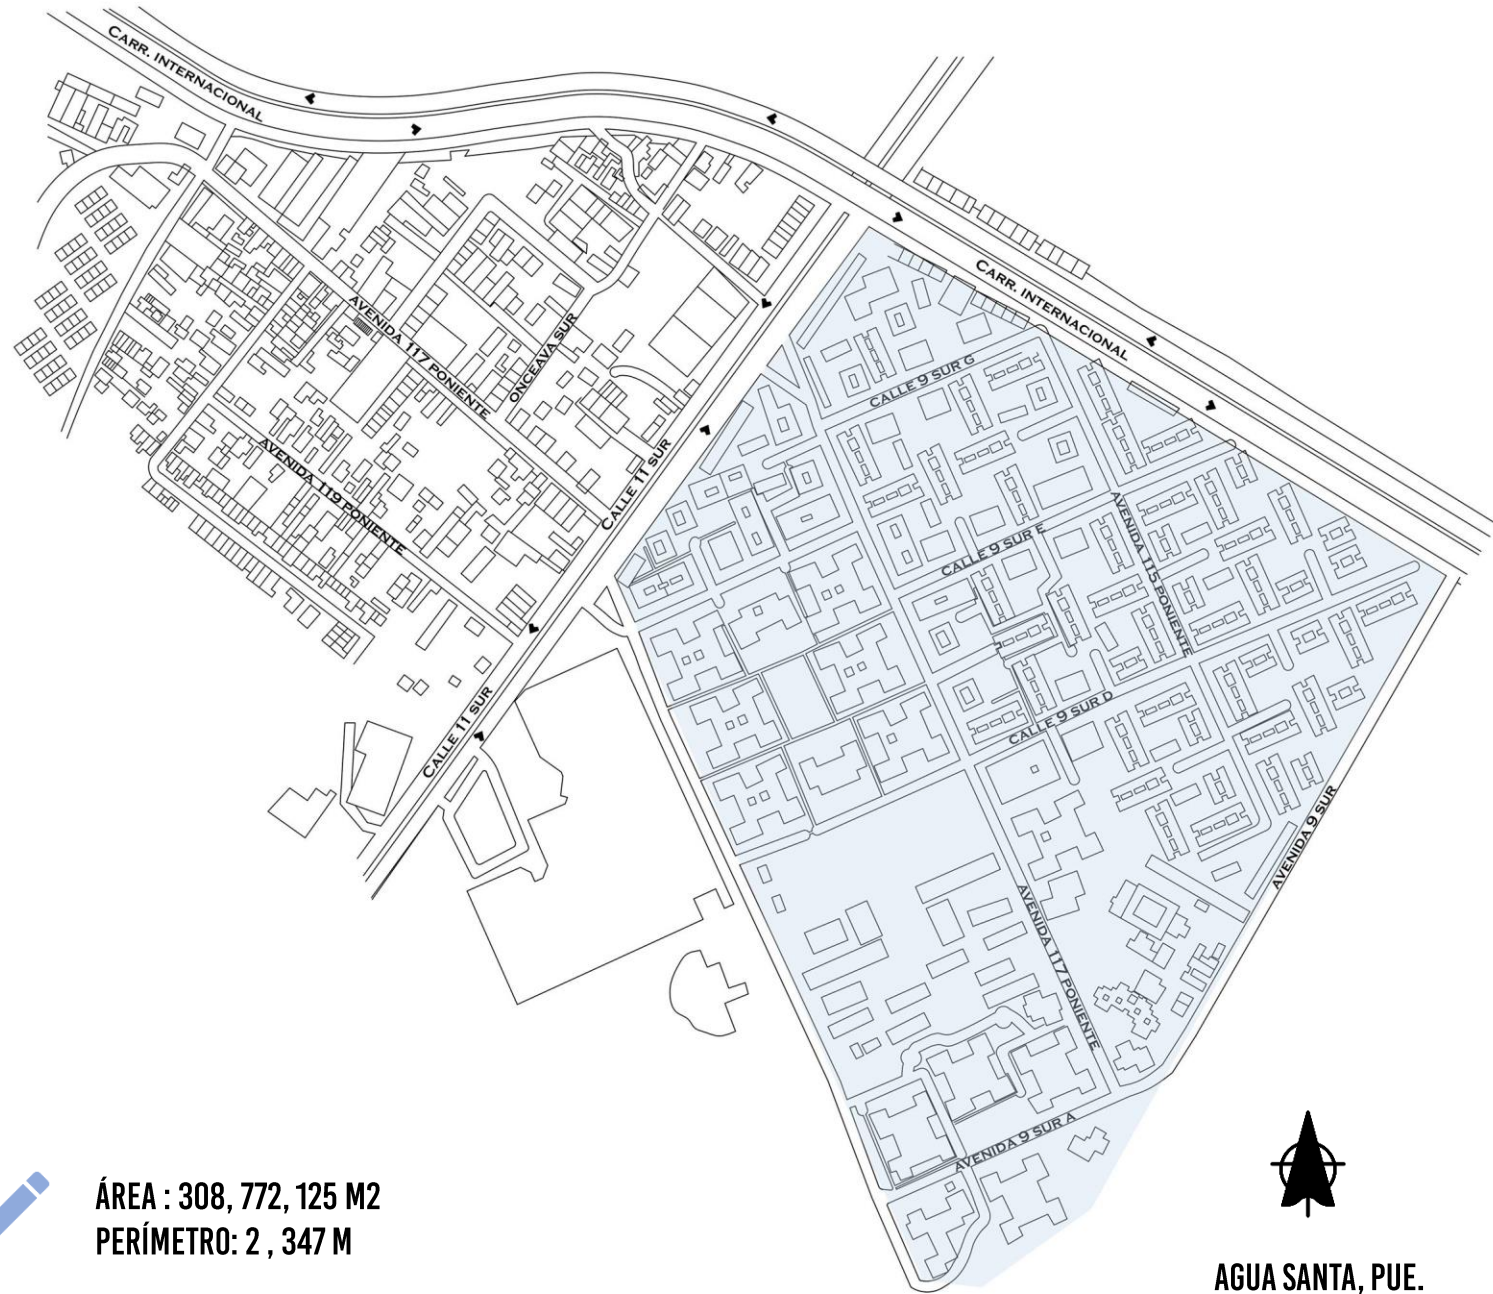 CARR. INTERNACIONAL
CARR. INTERNACIONAL
AVENIDA 117 PONIENTE
ONCEAVA SUR
CALLE 9 SUR G
AVENIDA 119 PONIENTE
CALLE 11 SUR
CALLE 9 SUR E
AVENIDA 115 PONIENTE
CALLE 11 SUR
CALLE 9 SUR D
AVENIDA 9 SUR
AVENIDA 117 PONIENTE
AVENIDA 9 SUR A
ÁREA : 308, 772, 125 M2
PERÍMETRO: 2 , 347 M
AGUA SANTA, PUE.